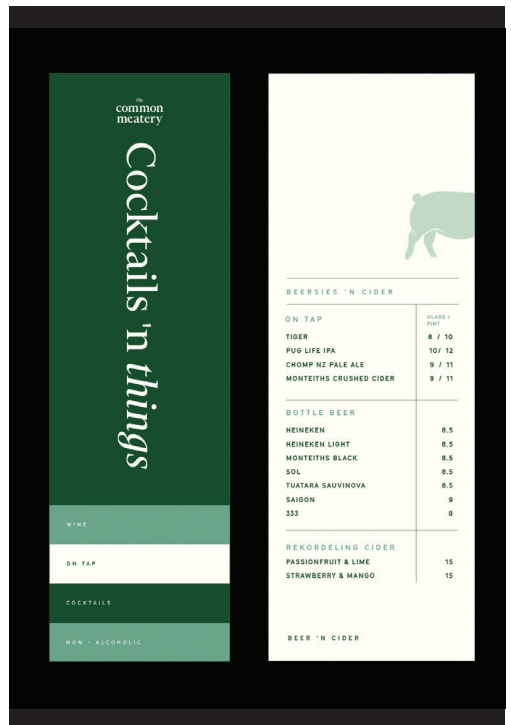 the
common
meatery
Cocktails 'n things
WINE
ON TAP
COCKTAILS
NON - ALCOHOLIC
BEERSIES 'N CIDER
ON TAP GLASS / PINT
TIGER 8 / 10
PUG LIFE IPA 10/ 12
CHOMP NZ PALE ALE 9 / 11
MONTEITHS CRUSHED CIDER 9 / 11
BOTTLE BEER
HEINEKEN 8.5
HEINEKEN LIGHT 8.5
MONTEITHS BLACK 8.5
SOL 8.5
TUATARA SAUVINOVA 8.5
SAIGON 9
333 8
REKORDELING CIDER
PASSIONFRUIT & LIME 15
STRAWBERRY & MANGO 15
BEER 'N CIDER